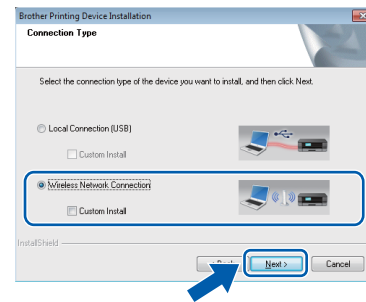 Brother Printing Device Installation
Connection Type
Select the connection type of the device you want to install, and then click Next.
Local Connection (USB)
Custom Install
Wireless Network Connection
Custom Install
InstallShield
Next >
Cancel